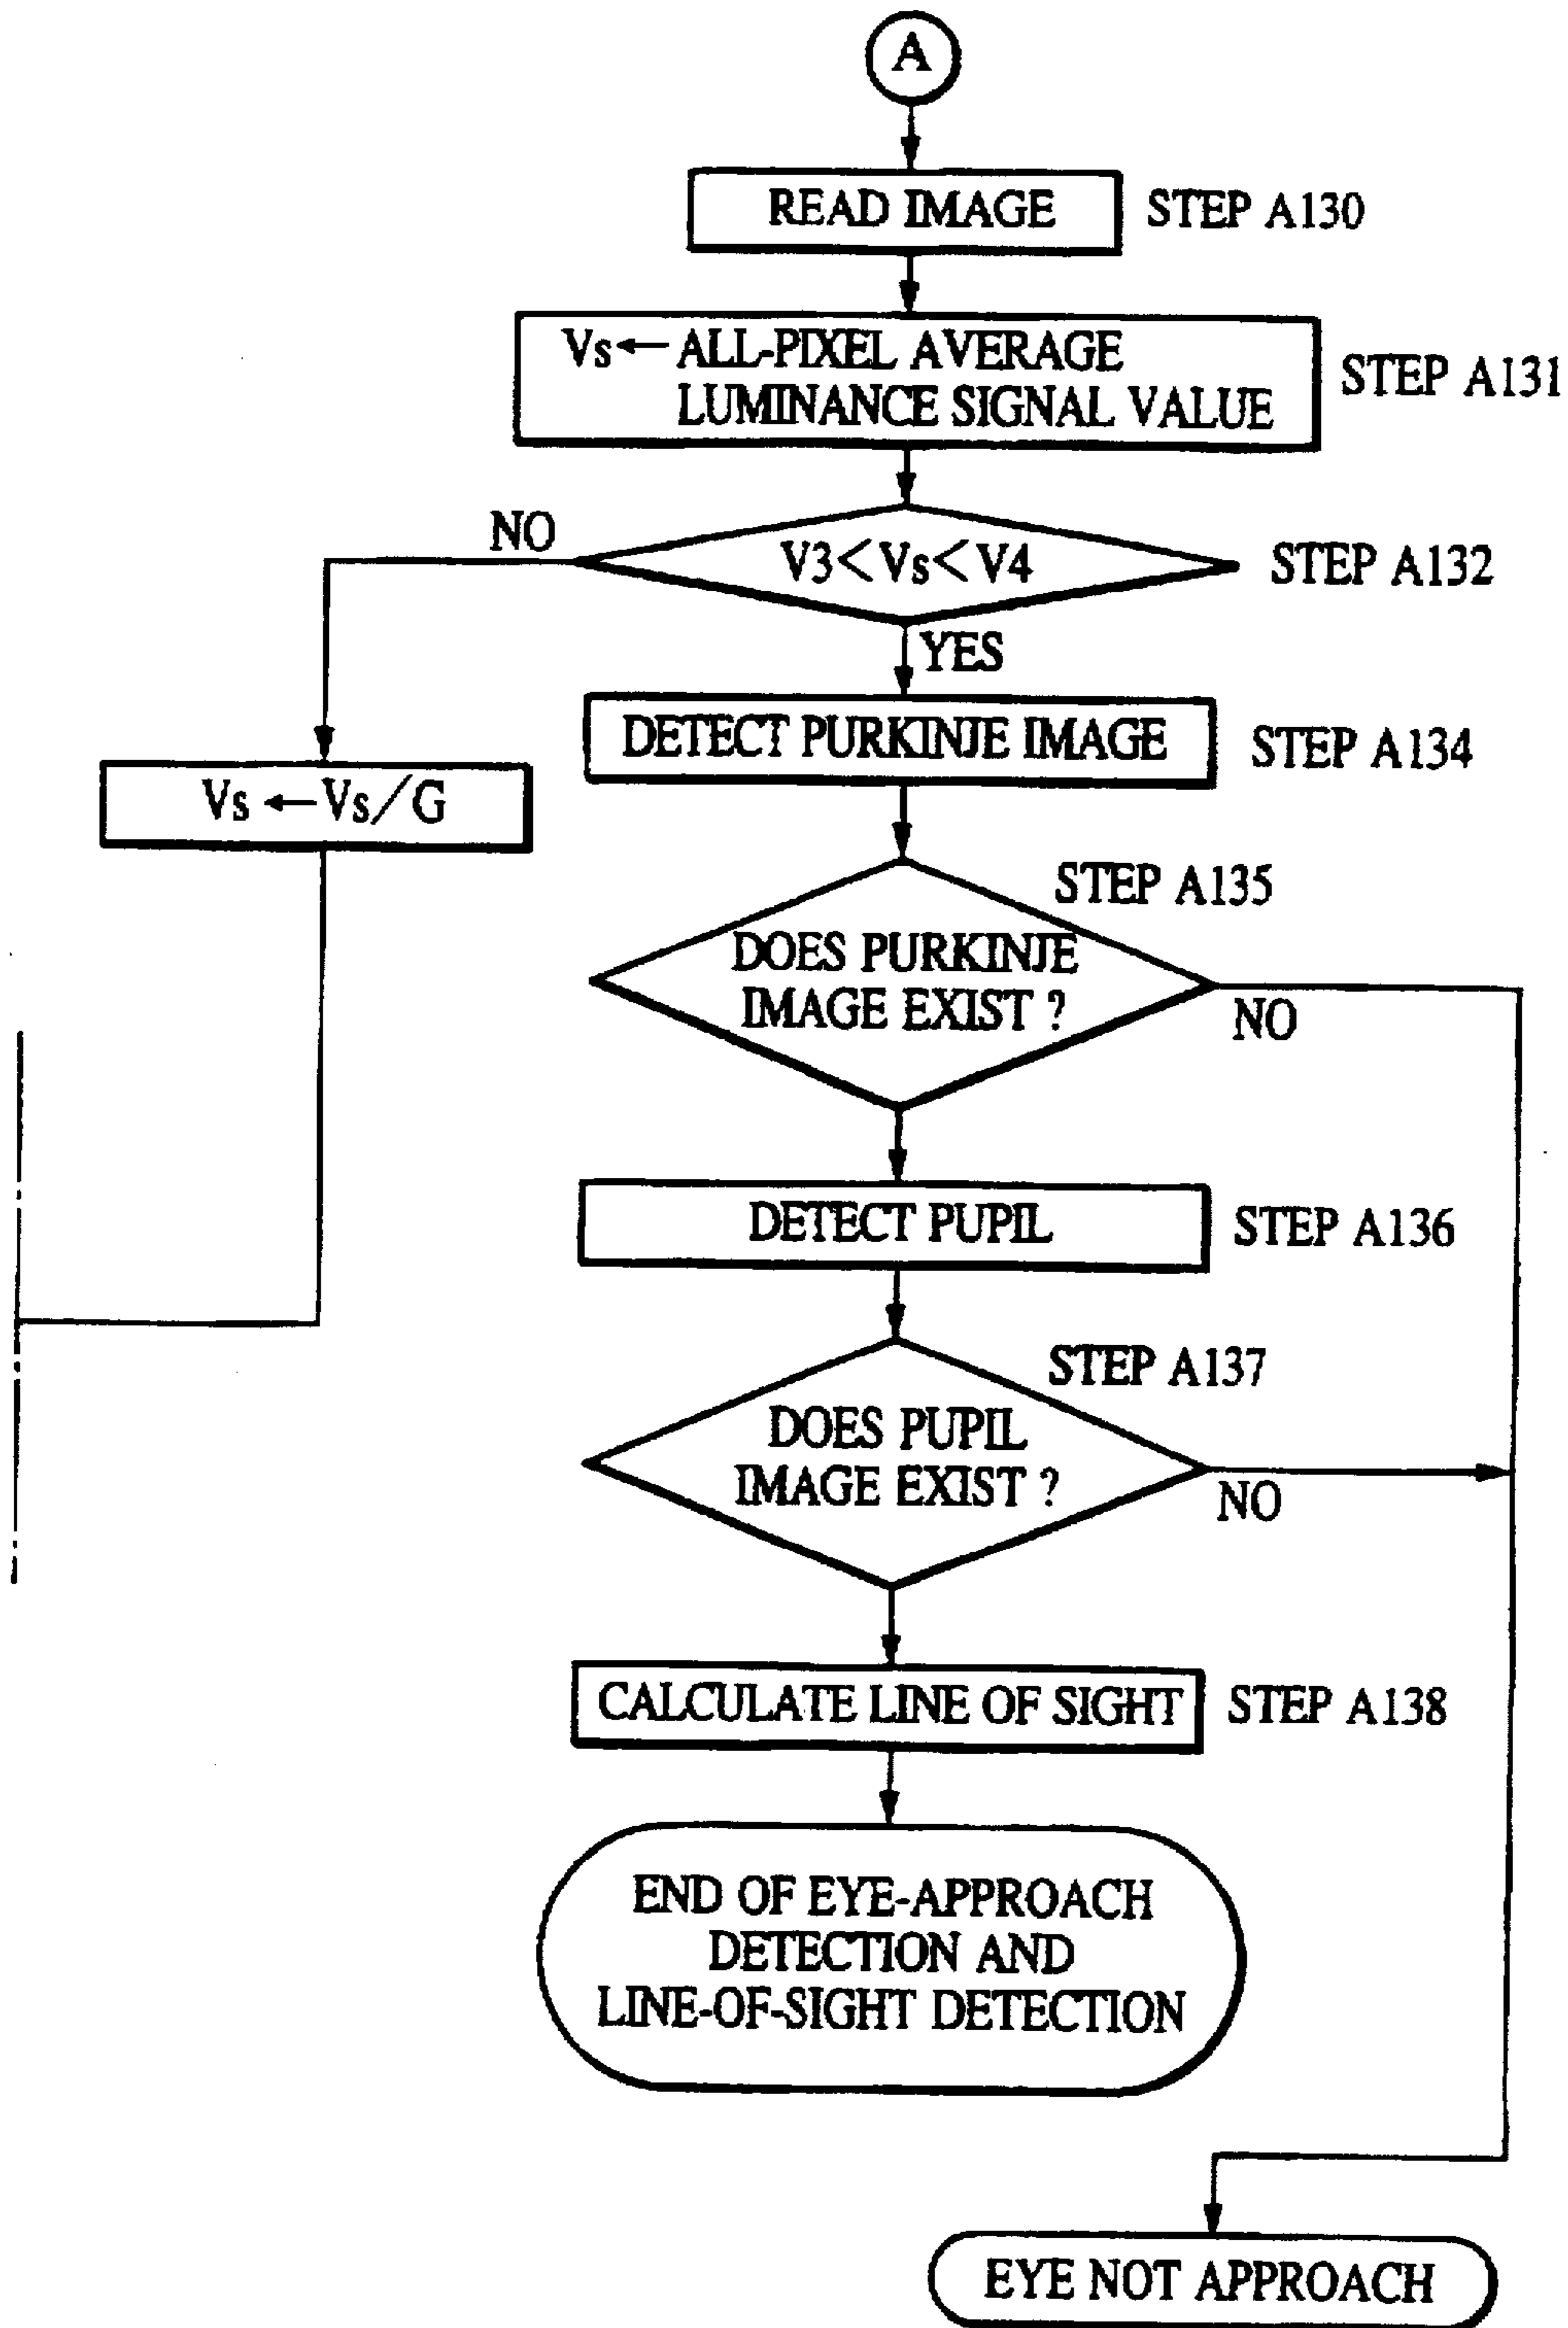 A
READ IMAGE
STEP A130
Vs←ALL-PIXEL AVERAGE
LUMINANCE SIGNAL VALUE
STEP A131
NO
V3<Vs<V4
STEP A132
YES
DETECT PURKINJE IMAGE
STEP A134
Vs←Vs/G
STEP A135
DOES PURKINJE
IMAGE EXIST ?
NO
DETECT PUPIL
STEP A136
STEP A137
DOES PUPIL
IMAGE EXIST ?
NO
CALCULATE LINE OF SIGHT
STEP A138
END OF EYE-APPROACH
DETECTION AND
LINE-OF-SIGHT DETECTION
EYE NOT APPROACH